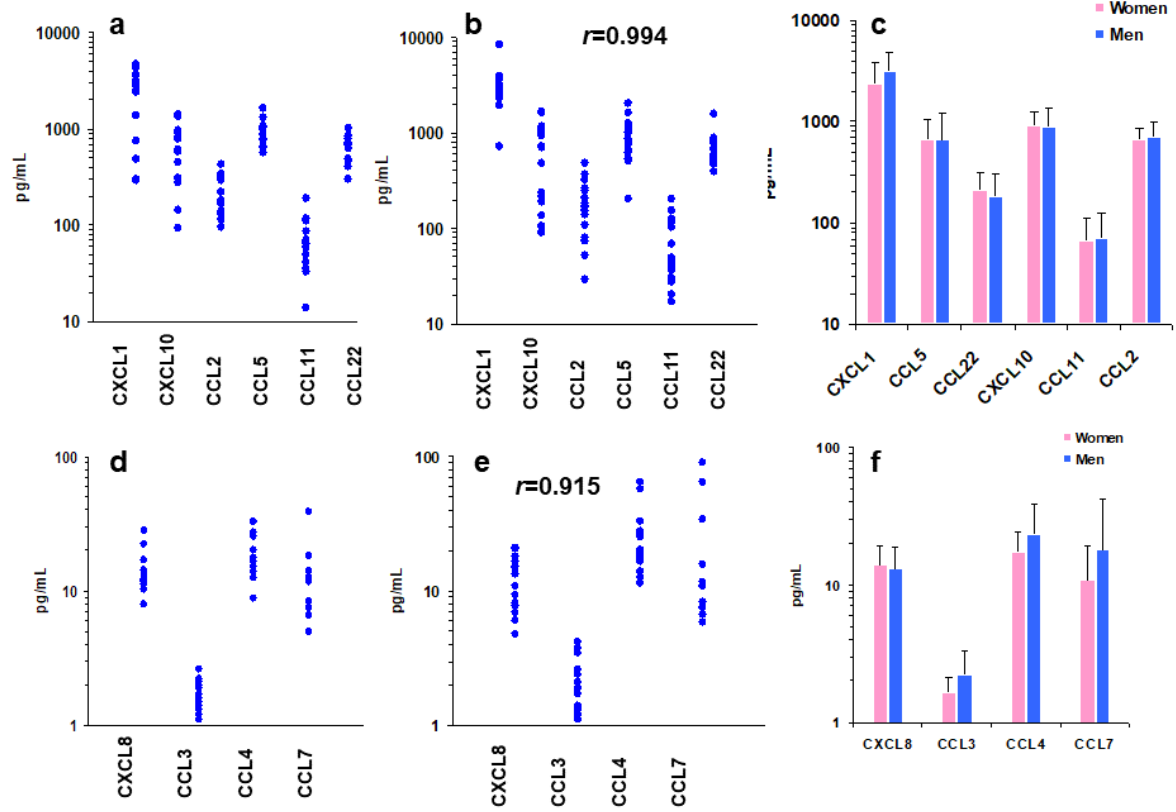 a
10000
1000
100
10
pg/mL
CXCL1
CXCL10
CCL2
CCL5
CCL11
CCL22
b
r=0.994
10000
1000
100
10
pg/mL
CXCL1
CXCL10
CCL2
CCL5
CCL11
CCL22
c
Women
Men
10000
1000
100
10
pg/mL
CXCL1
CCL5
CCL22
CXCL10
CCL11
CCL2
d
100
10
1
pg/mL
CXCL8
CCL3
CCL4
CCL7
e
r=0.915
100
10
1
pg/mL
CXCL8
CCL3
CCL4
CCL7
f
Women
Men
100
10
1
pg/mL
CXCL8
CCL3
CCL4
CCL7